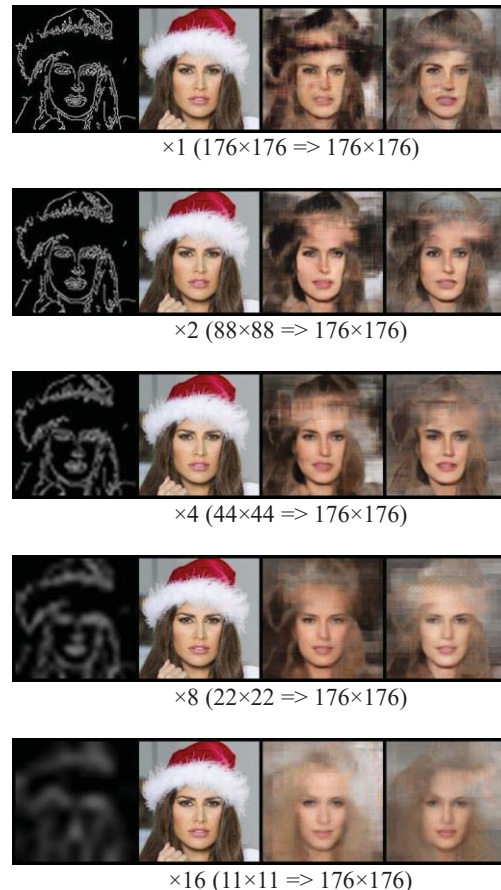 ×1 (176×176 => 176×176)
×2 (88×88 => 176×176)
×4 (44×44 => 176×176)
×8 (22×22 => 176×176)
×16 (11×11 => 176×176)